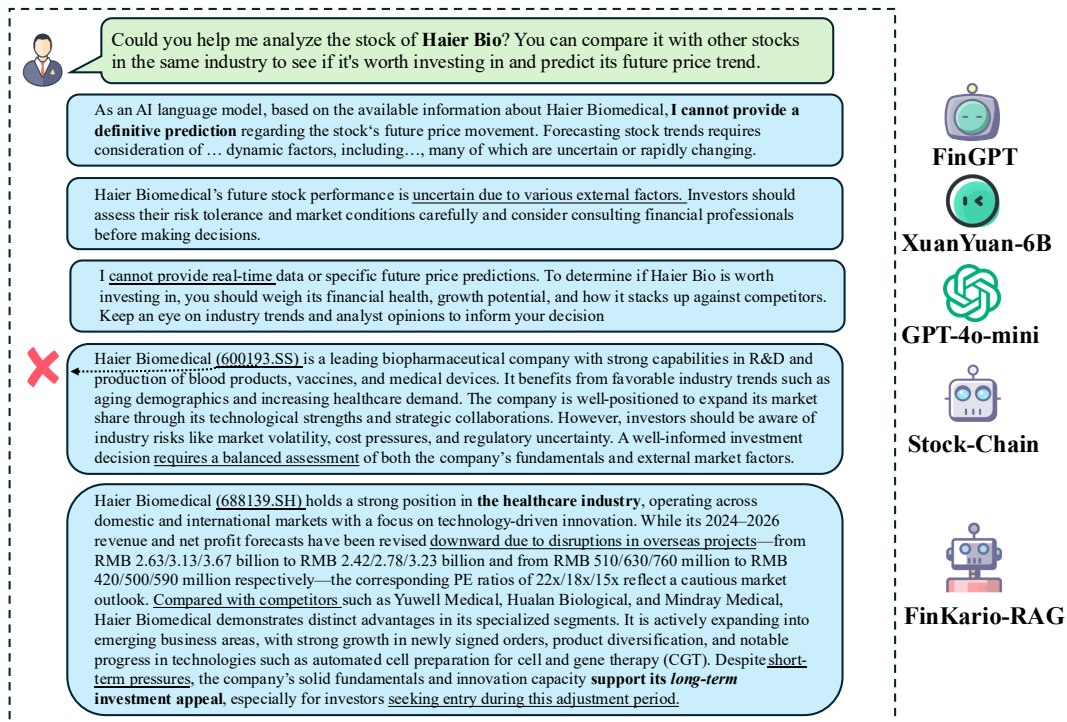 Could you help me analyze the stock of Haier Bio? You can compare it with other stocks
in the same industry to see if it's worth investing in and predict its future price trend.
As an AI language model, based on the available information about Haier Biomedical, I cannot provide a
definitive prediction regarding the stock‘s future price movement. Forecasting stock trends requires
consideration of … dynamic factors, including…, many of which are uncertain or rapidly changing.
FinGPT
Haier Biomedical’s future stock performance is uncertain due to various external factors. Investors should
assess their risk tolerance and market conditions carefully and consider consulting financial professionals
before making decisions.
XuanYuan-6B
I cannot provide real-time data or specific future price predictions. To determine if Haier Bio is worth
investing in, you should weigh its financial health, growth potential, and how it stacks up against competitors.
Keep an eye on industry trends and analyst opinions to inform your decision
GPT-4o-mini
Haier Biomedical (600193.SS) is a leading biopharmaceutical company with strong capabilities in R&D and
production of blood products, vaccines, and medical devices. It benefits from favorable industry trends such as
aging demographics and increasing healthcare demand. The company is well-positioned to expand its market
share through its technological strengths and strategic collaborations. However, investors should be aware of
industry risks like market volatility, cost pressures, and regulatory uncertainty. A well-informed investment
decision requires a balanced assessment of both the company’s fundamentals and external market factors.
Stock-Chain
Haier Biomedical (688139.SH) holds a strong position in the healthcare industry, operating across
domestic and international markets with a focus on technology-driven innovation. While its 2024–2026
revenue and net profit forecasts have been revised downward due to disruptions in overseas projects—from
RMB 2.63/3.13/3.67 billion to RMB 2.42/2.78/3.23 billion and from RMB 510/630/760 million to RMB
420/500/590 million respectively—the corresponding PE ratios of 22x/18x/15x reflect a cautious market
outlook. Compared with competitors such as Yuwell Medical, Hualan Biological, and Mindray Medical,
Haier Biomedical demonstrates distinct advantages in its specialized segments. It is actively expanding into
emerging business areas, with strong growth in newly signed orders, product diversification, and notable
progress in technologies such as automated cell preparation for cell and gene therapy (CGT). Despite short-
term pressures, the company’s solid fundamentals and innovation capacity support its long-term
investment appeal, especially for investors seeking entry during this adjustment period.
FinKario-RAG